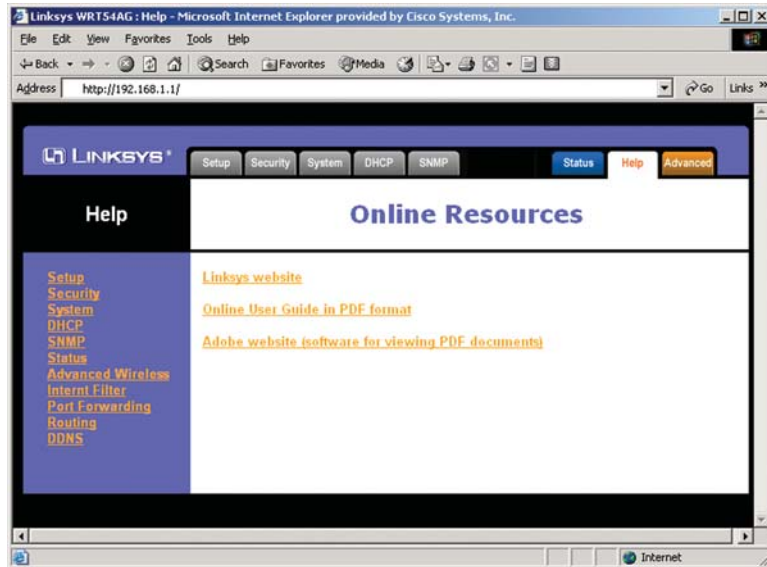 Linksys WRT54AG : Help - Microsoft Internet Explorer provided by Cisco Systems, Inc.
File Edit View Favorites Tools Help
Back Search Favorites Media
Address http://192.168.1.1/ Go Links »
LINKSYS®
Setup Security System DHCP SNMP Status Help Advanced
Help
Online Resources
Setup
Security
System
DHCP
SNMP
Status
Advanced Wireless
Internt Filter
Port Forwarding
Routing
DDNS
Linksys website
Online User Guide in PDF format
Adobe website (software for viewing PDF documents)
Internet